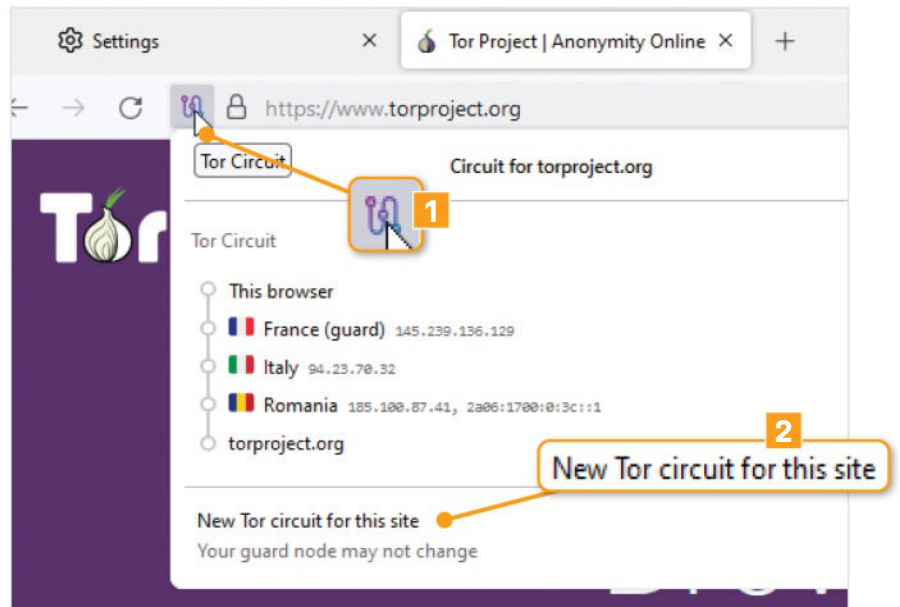 Settings
Tor Project | Anonymity Online
https://www.torproject.org
Tor Circuit
Circuit for torproject.org
1
Tor
Tor Circuit
This browser
France (guard) 145.239.136.129
Italy 94.23.70.32
Romania 185.100.87.41, 2a06:1700:0:3c::1
torproject.org
2
New Tor circuit for this site
New Tor circuit for this site
Your guard node may not change